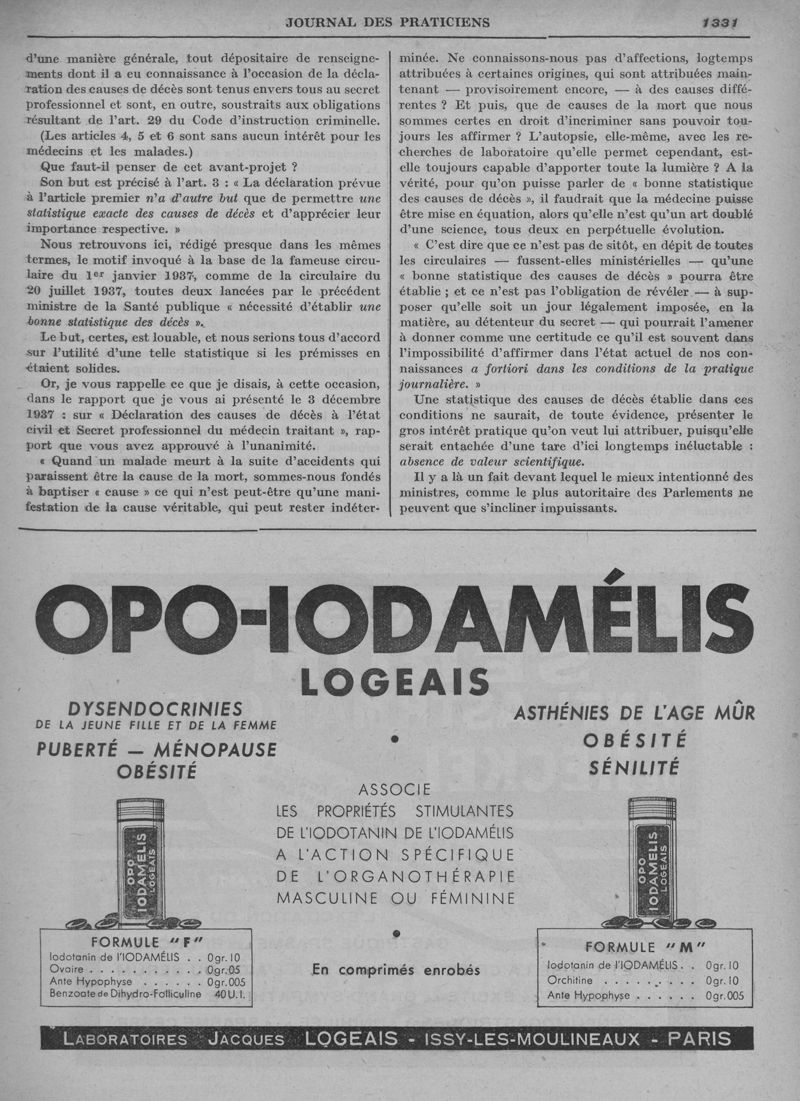 JOURNAL DES PRATICIENS
1331
d'une manière générale, tout dépositaire de renseigne-
ments dont il a eu connaissance à l'occasion de la décla-
ration des causes de décès sont tenus envers tous au secret
professionnel et sont, en outre, soustraits aux obligations
résultant de l'art. 29 du Code d'instruction criminelle.
(Les articles 4, 5 et 6 sont sans aucun intérêt pour les
médecins et les malades.)
Que faut-il penser de cet avant-projet ?
Son but est précisé à l'art. 3 : « La déclaration prévue
à l'article premier n'a d'autre but que de permettre une
statistique exacte des causes de décès et d'apprécier leur
importance respective. »
Nous retrouvons ici, rédigé presque dans les mêmes
termes, le motif invoqué à la base de la fameuse circu-
laire du 1er janvier 1937, comme de la circulaire du
20 juillet 1937, toutes deux lancées par le précédent
ministre de la Santé publique « nécessité d'établir une
bonne statistique des décès ».
Le but, certes, est louable, et nous serions tous d'accord
sur l'utilité d'une telle statistique si les prémisses en
étaient solides.
Or, je vous rappelle ce que je disais, à cette occasion,
dans le rapport que je vous ai présenté le 3 décembre
1937 : sur « Déclaration des causes de décès à l'état
civil et Secret professionnel du médecin traitant », rap-
port que vous avez approuvé à l'unanimité.
« Quand un malade meurt à la suite d'accidents qui
paraissent être la cause de la mort, sommes-nous fondés
à baptiser « cause » ce qui n'est peut-être qu'une mani-
festation de la cause véritable, qui peut rester indéter-
minée. Ne connaissons-nous pas d'affections, logtemps
attribuées à certaines origines, qui sont attribuées main-
tenant — provisoirement encore, — à des causes diffé-
rentes ? Et puis, que de causes de la mort que nous
sommes certes en droit d'incriminer sans pouvoir tou-
jours les affirmer ? L'autopsie, elle-même, avec les re-
cherches de laboratoire qu'elle permet cependant, est-
elle toujours capable d'apporter toute la lumière ? A la
vérité, pour qu'on puisse parler de « bonne statistique
des causes de décès », il faudrait que la médecine puisse
être mise en équation, alors qu'elle n'est qu'un art doublé
d'une science, tous deux en perpétuelle évolution.
« C'est dire que ce n'est pas de sitôt, en dépit de toutes
les circulaires — fussent-elles ministérielles — qu'une
« bonne statistique des causes de décès » pourra être
établie ; et ce n'est pas l'obligation de révéler — à sup-
poser qu'elle soit un jour légalement imposée, en la
matière, au détenteur du secret — qui pourrait l'amener
à donner comme une certitude ce qu'il est souvent dans
l'impossibilité d'affirmer dans l'état actuel de nos con-
naissances a fortiori dans les conditions de la pratique
journalière. »
Une statistique des causes de décès établie dans ces
conditions ne saurait, de toute évidence, présenter le
gros intérêt pratique qu'on veut lui attribuer, puisqu'elle
serait entachée d'une tare d'ici longtemps inéluctable :
absence de valeur scientifique.
Il y a là un fait devant lequel le mieux intentionné des
ministres, comme le plus autoritaire des Parlements ne
peuvent que s'incliner impuissants.
OPO-IODAMÉLIS
LOGEAIS
DYSENDOCRINIES
DE LA JEUNE FILLE ET DE LA FEMME
PUBERTÉ — MÉNOPAUSE
OBÉSITÉ
ASTHÉNIES DE L'AGE MÛR
OBÉSITÉ
SÉNILITÉ
ASSOCIE
LES PROPRIÉTÉS STIMULANTES
DE L'IODOTANIN DE L'IODAMÉLIS
A L'ACTION SPÉCIFIQUE
DE L'ORGANOTHÉRAPIE
MASCULINE OU FÉMININE
En comprimés enrobés
OPO
IODAMÉLIS
LOGEAIS
FORMULE "F"
Iodotanin de l'IODAMÉLIS . . 0gr.10
Ovaire . . . . . . . . . . . 0gr.05
Ante Hypophyse . . . . . . 0gr.005
Benzoate de Dihydro-Folliculine 40 U.I.
OPO
IODAMÉLIS
LOGEAIS
FORMULE "M"
Iodotanin de l'IODAMÉLIS . . 0gr.10
Orchitine . . . . . . . . . 0gr.10
Ante Hypophyse . . . . . . 0gr.005
LABORATOIRES JACQUES LOGEAIS - ISSY-LES-MOULINEAUX - PARIS